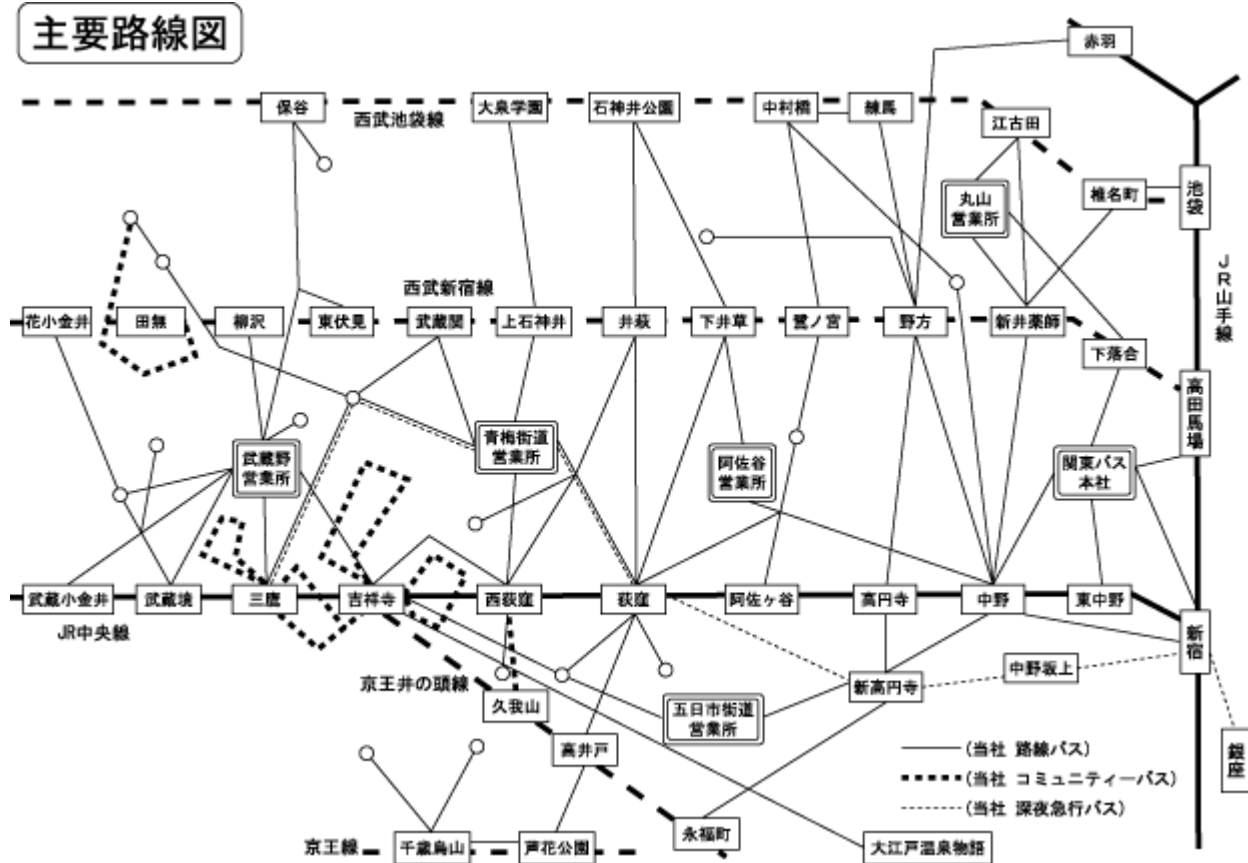 主要路線図
赤羽
保谷
大泉学園
石神井公園
中村橋
練馬
西武池袋線
江古田
丸山
営業所
椎名町
池袋
JR山手線
西武新宿線
花小金井
田無
柳沢
東伏見
武蔵関
上石神井
井萩
下井草
鷺ノ宮
野方
新井薬師
下落合
高田馬場
武蔵野
営業所
青梅街道
営業所
阿佐谷
営業所
関東バス
本社
武蔵小金井
武蔵境
三鷹
吉祥寺
西荻窪
荻窪
阿佐ヶ谷
高円寺
中野
東中野
新宿
JR中央線
京王井の頭線
久我山
五日市街道
営業所
新高円寺
中野坂上
高井戸
銀座
(当社 路線バス)
(当社 コミュニティーバス)
(当社 深夜急行バス)
永福町
京王線
千歳烏山
芦花公園
大江戸温泉物語